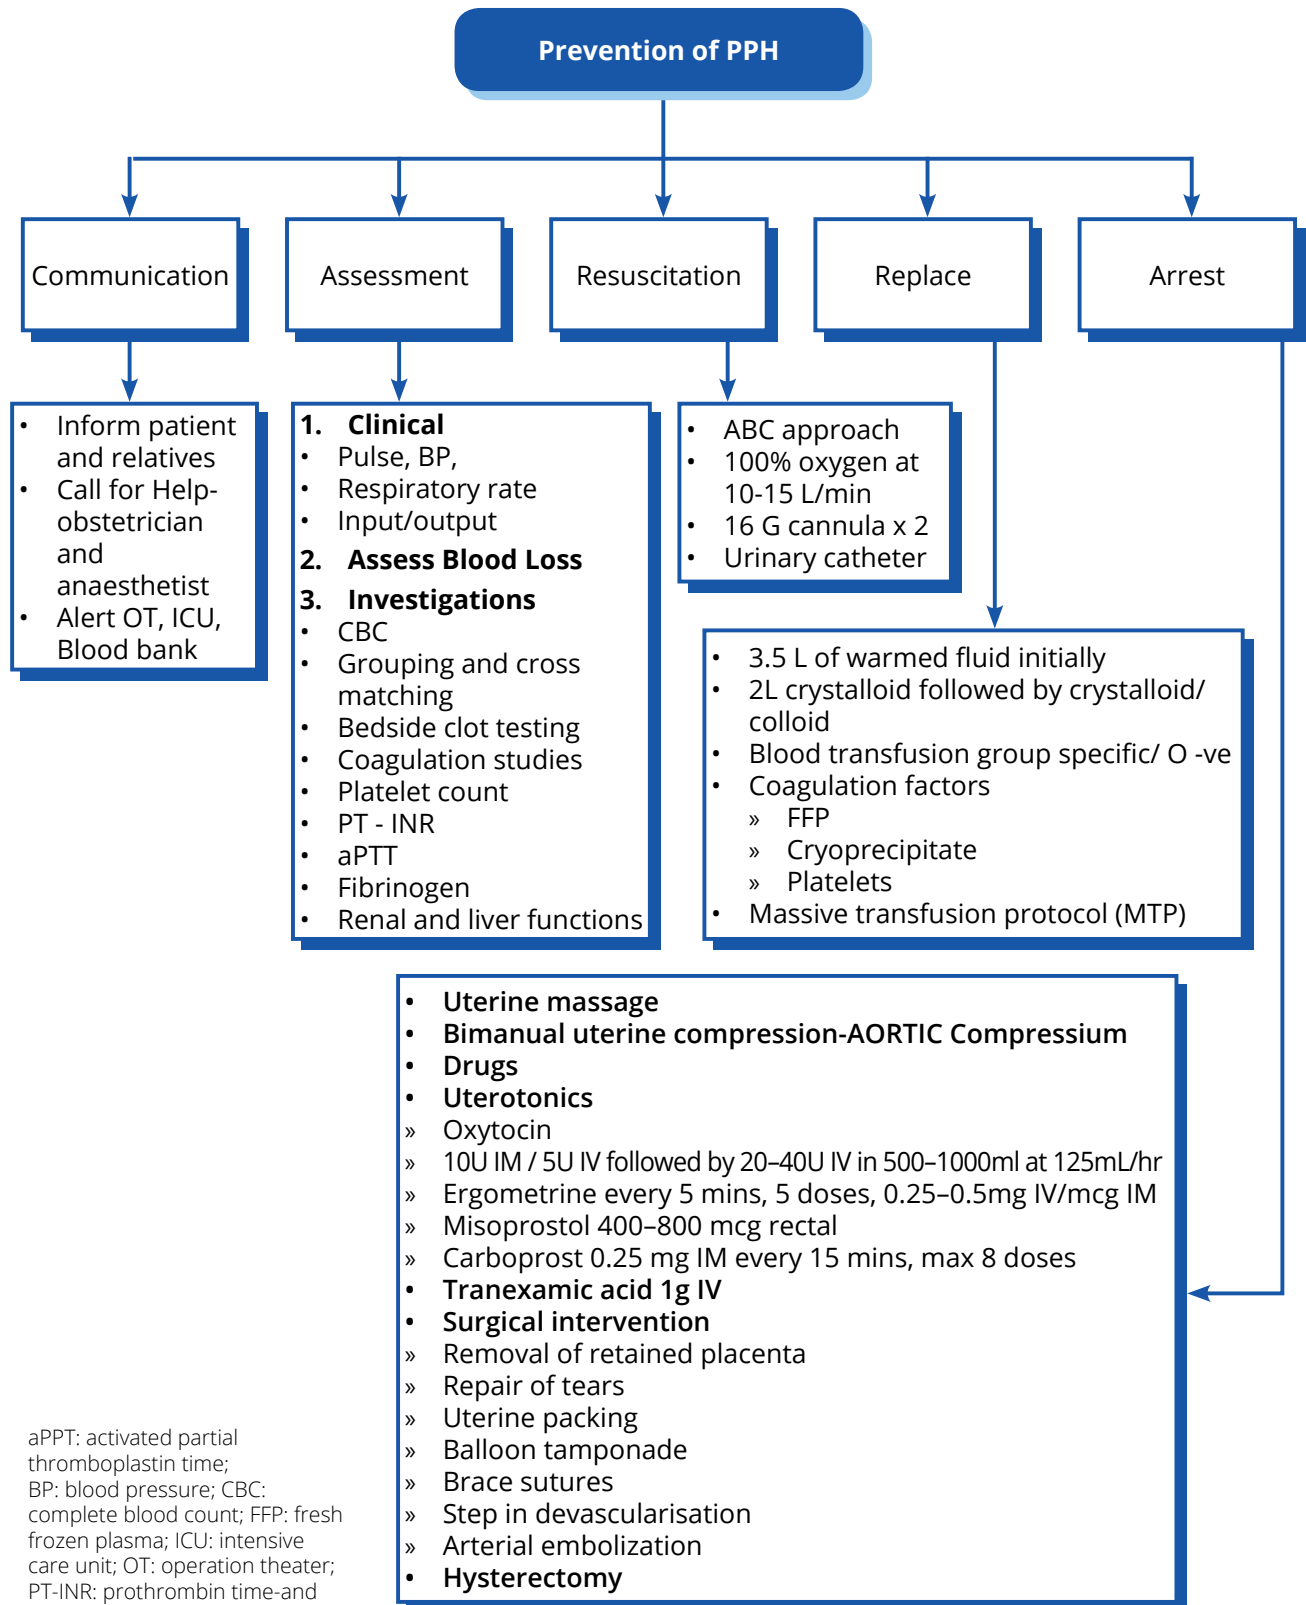 Prevention of PPH
Communication
Assessment
Resuscitation
Replace
Arrest
• Inform patient
and relatives
• Call for Help-
obstetrician
and
anaesthetist
• Alert OT, ICU,
Blood bank
1. Clinical
• Pulse, BP,
• Respiratory rate
• Input/output
2. Assess Blood Loss
3. Investigations
• CBC
• Grouping and cross
matching
• Bedside clot testing
• Coagulation studies
• Platelet count
• PT - INR
• aPTT
• Fibrinogen
• Renal and liver functions
• ABC approach
• 100% oxygen at
10-15 L/min
• 16 G cannula x 2
• Urinary catheter
• 3.5 L of warmed fluid initially
• 2L crystalloid followed by crystalloid/
colloid
• Blood transfusion group specific/ O -ve
• Coagulation factors
» FFP
» Cryoprecipitate
» Platelets
• Massive transfusion protocol (MTP)
• Uterine massage
• Bimanual uterine compression-AORTIC Compressium
• Drugs
• Uterotonics
» Oxytocin
» 10U IM / 5U IV followed by 20–40U IV in 500–1000ml at 125mL/hr
» Ergometrine every 5 mins, 5 doses, 0.25–0.5mg IV/mcg IM
» Misoprostol 400–800 mcg rectal
» Carboprost 0.25 mg IM every 15 mins, max 8 doses
• Tranexamic acid 1g IV
• Surgical intervention
» Removal of retained placenta
» Repair of tears
» Uterine packing
» Balloon tamponade
» Brace sutures
» Step in devascularisation
» Arterial embolization
• Hysterectomy
aPPT: activated partial
thromboplastin time;
BP: blood pressure; CBC:
complete blood count; FFP: fresh
frozen plasma; ICU: intensive
care unit; OT: operation theater;
PT-INR: prothrombin time-and